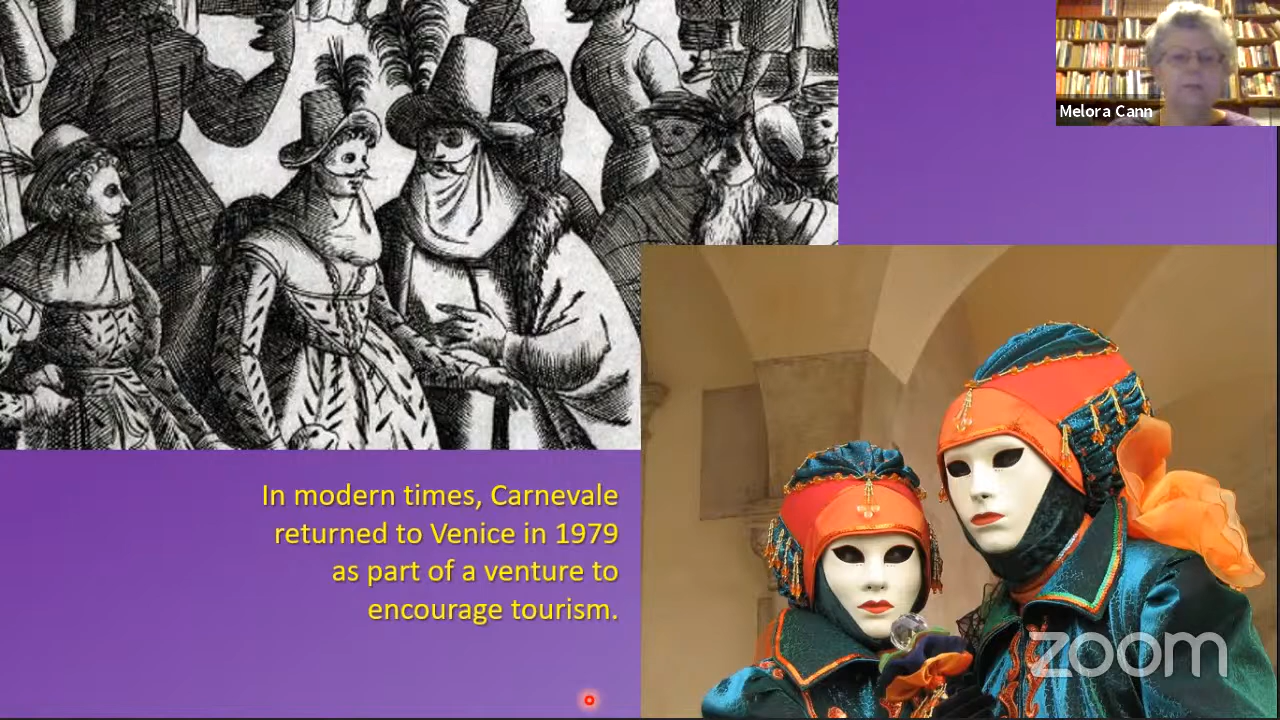 Melora Cann
In modern times, Carnevale
returned to Venice in 1979
as part of a venture to
encourage tourism.
zoom